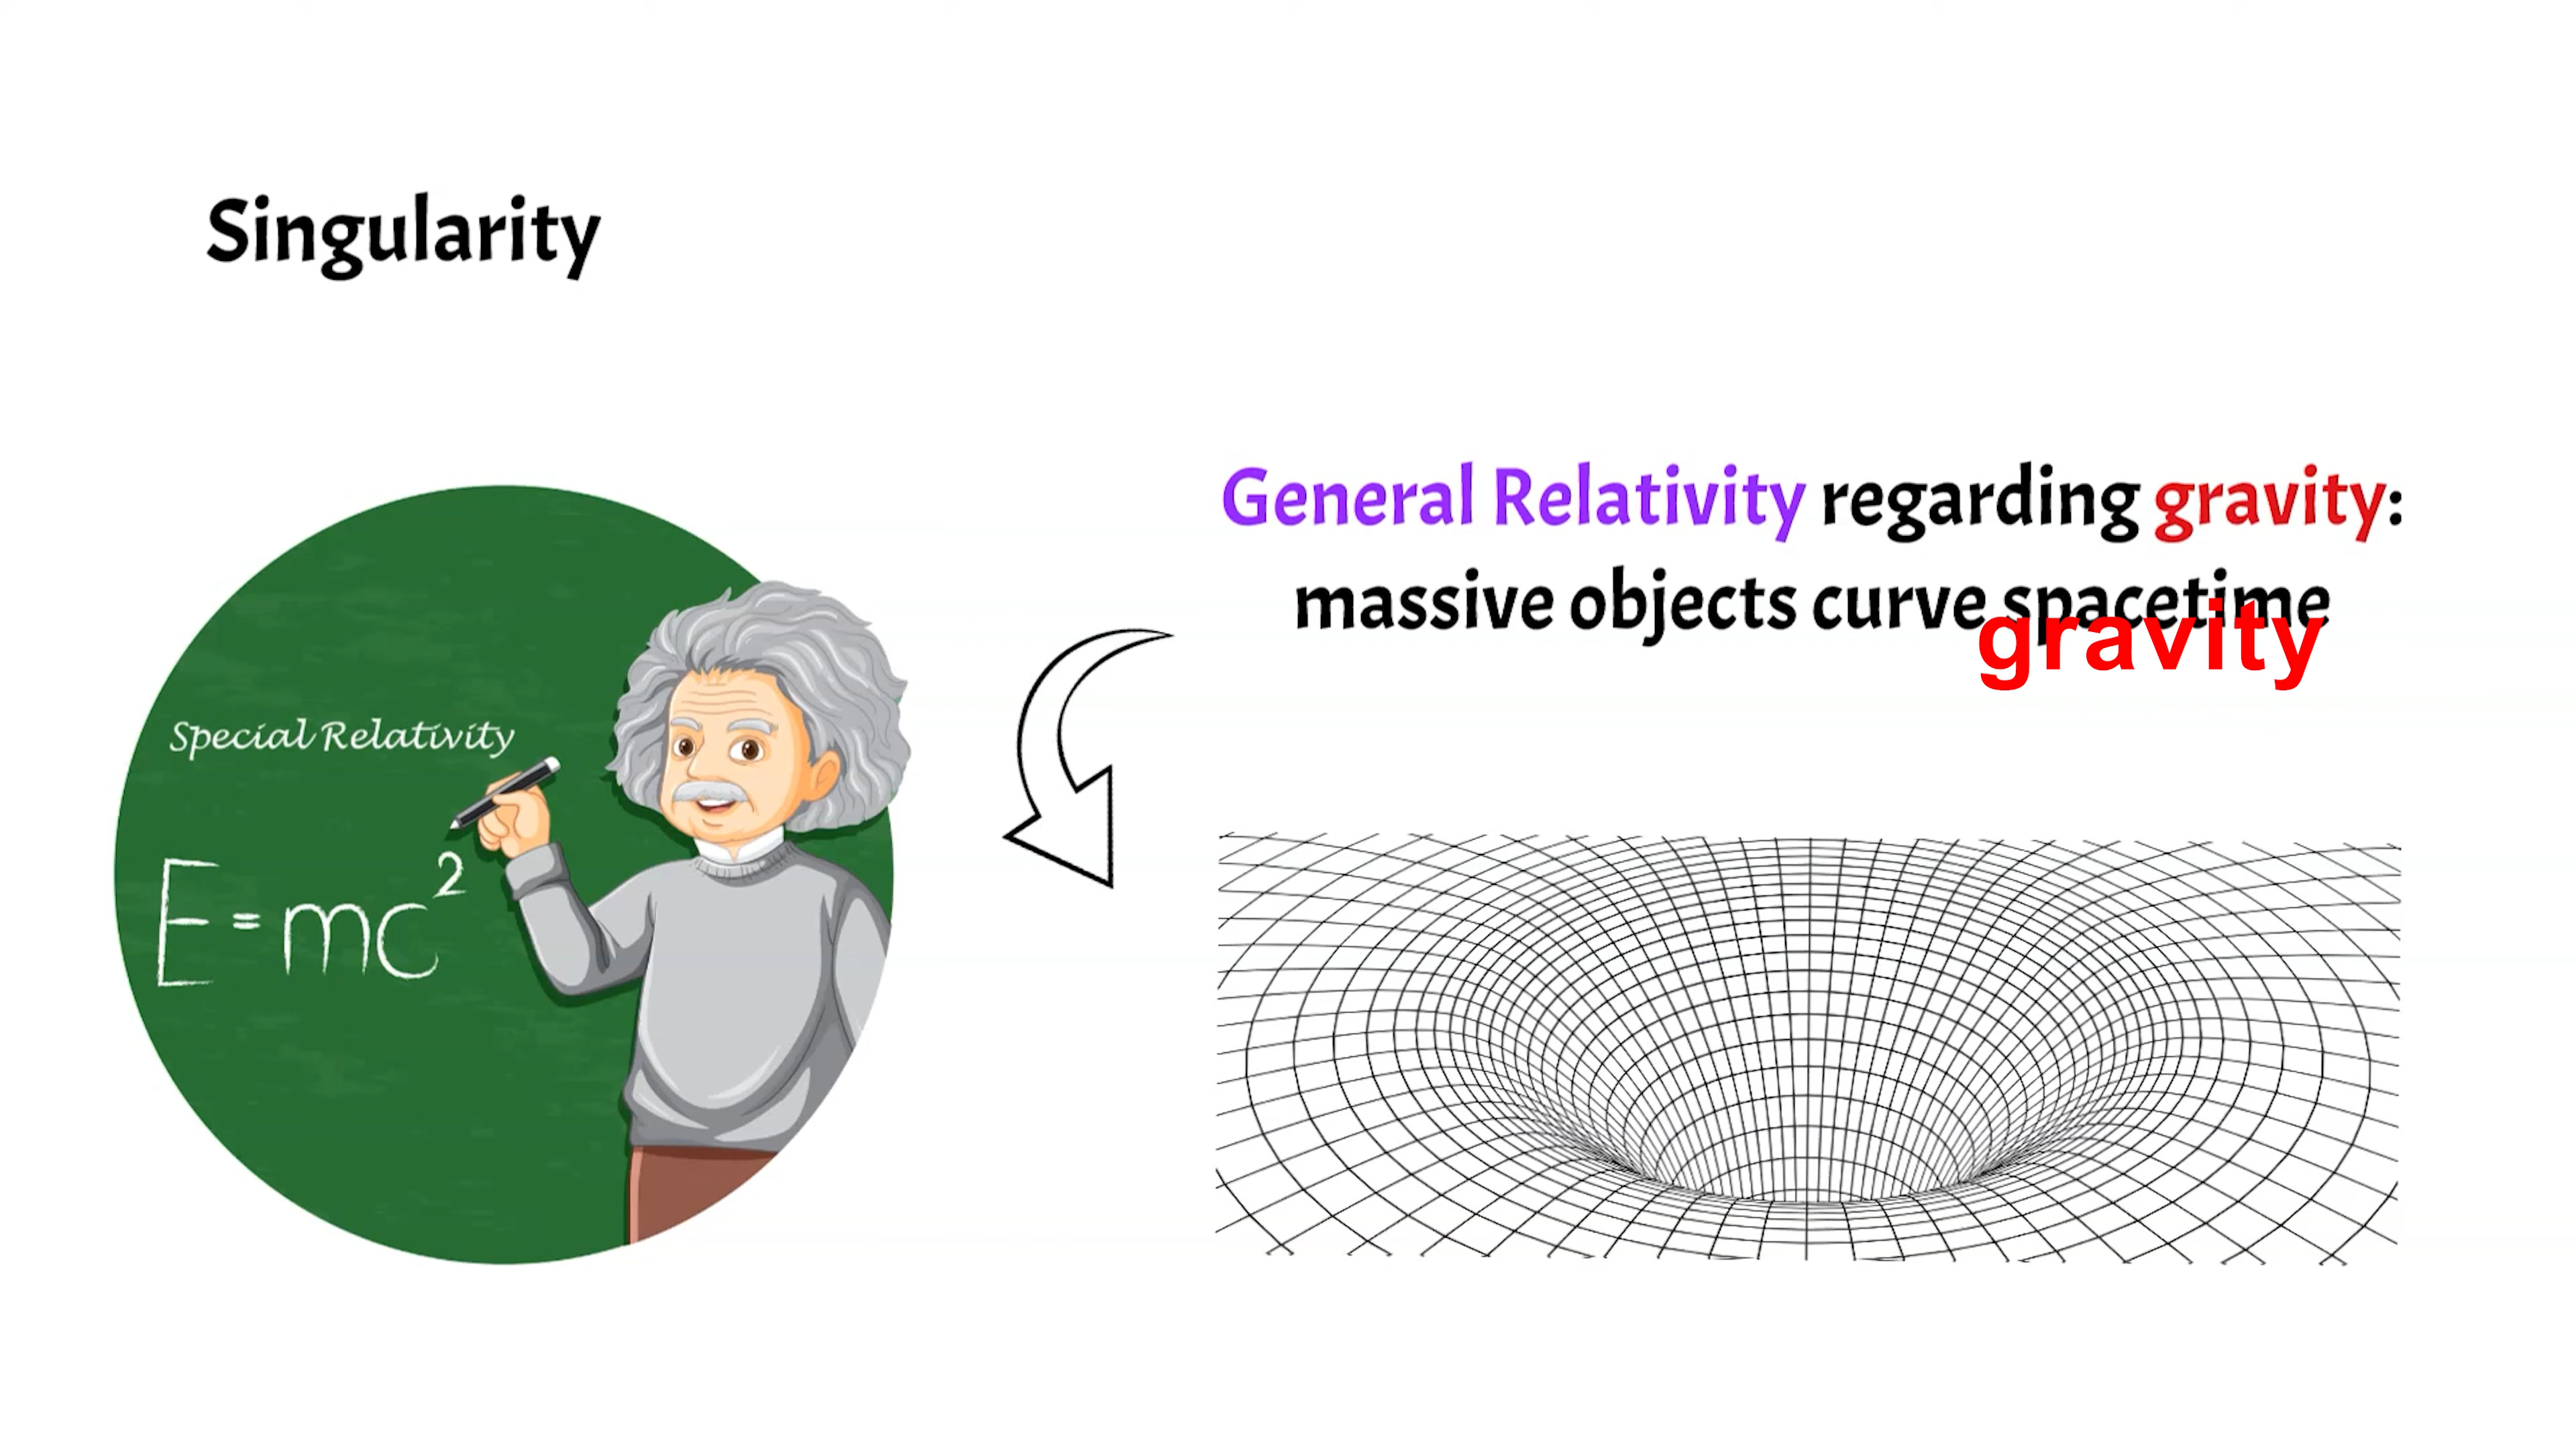 Singularity
General Relativity regarding gravity:
massive objects curve spacetime
gravity
Special Relativity
E=mc²